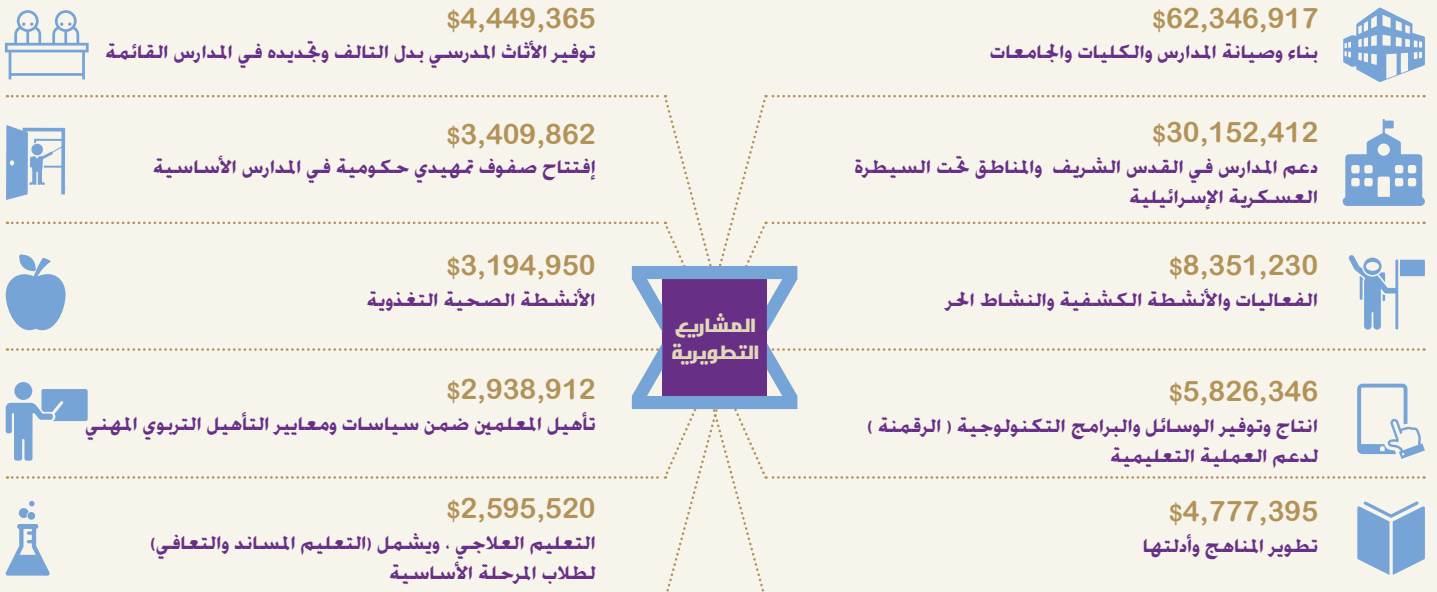 $62,346,917
بناء وصيانة المدارس والكليات والجامعات
$30,152,412
دعم المدارس في القدس الشريف والمناطق تحت السيطرة
العسكرية الإسرائيلية
$8,351,230
الفعاليات والأنشطة الكشفية والنشاط الحر
$5,826,346
انتاج وتوفير الوسائل والبرامج التكنولوجية ( الرقمنة )
لدعم العملية التعليمية
$4,777,395
تطوير المناهج وأدلتها
المشاريع
التطويرية
$4,449,365
توفير الأثاث المدرسي بدل التالف وتجديده في المدارس القائمة
$3,409,862
إفتتاح صفوف تمهيدي حكومية في المدارس الأساسية
$3,194,950
الأنشطة الصحية التغذوية
$2,938,912
تأهيل المعلمين ضمن سياسات ومعايير التأهيل التربوي المهني
$2,595,520
التعليم العلاجي ، ويشمل (التعليم المساند والتعافي)
لطلاب المرحلة الأساسية